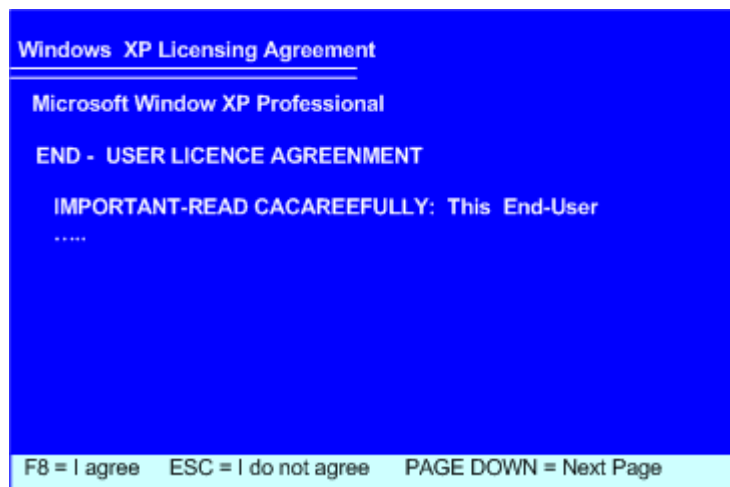 Windows XP Licensing Agreement
Microsoft Window XP Professional
END - USER LICENCE AGREENMENT
IMPORTANT-READ CACAREEFULLY: This End-User
.....
F8 = I agree ESC = I do not agree PAGE DOWN = Next Page